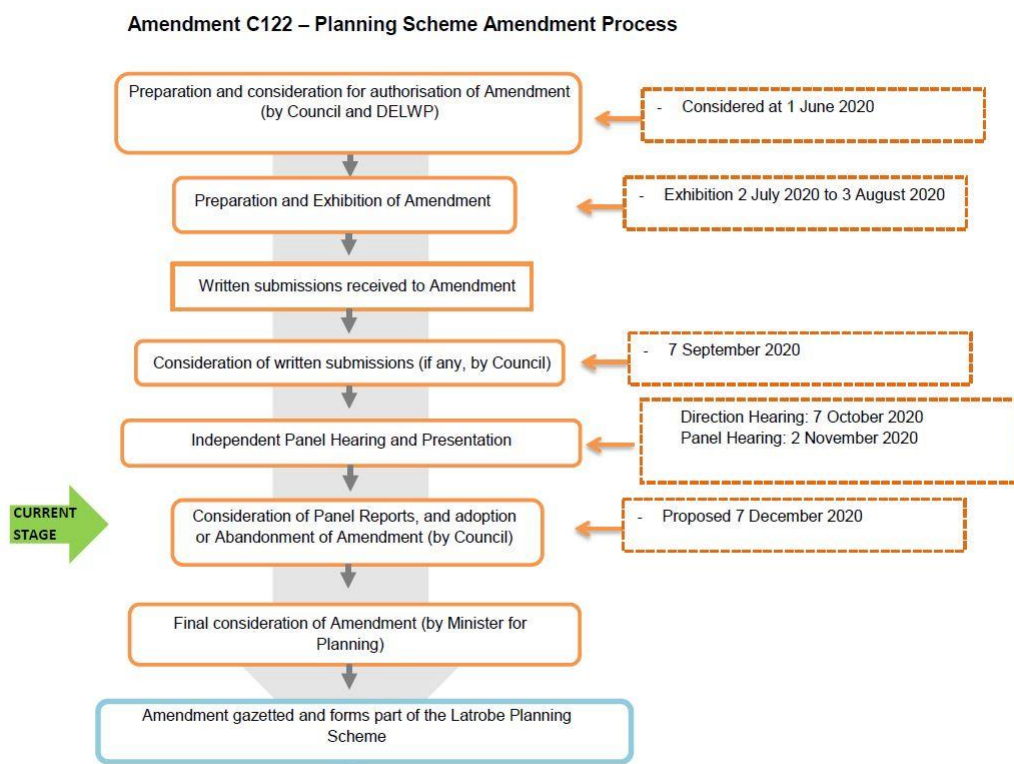 Amendment C122 – Planning Scheme Amendment Process
Preparation and consideration for authorisation of Amendment
(by Council and DELWP)
- Considered at 1 June 2020
Preparation and Exhibition of Amendment
- Exhibition 2 July 2020 to 3 August 2020
Written submissions received to Amendment
Consideration of written submissions (if any, by Council)
- 7 September 2020
Independent Panel Hearing and Presentation
Direction Hearing: 7 October 2020
Panel Hearing: 2 November 2020
CURRENT
STAGE
Consideration of Panel Reports, and adoption
or Abandonment of Amendment (by Council)
- Proposed 7 December 2020
Final consideration of Amendment (by Minister for
Planning)
Amendment gazetted and forms part of the Latrobe Planning
Scheme